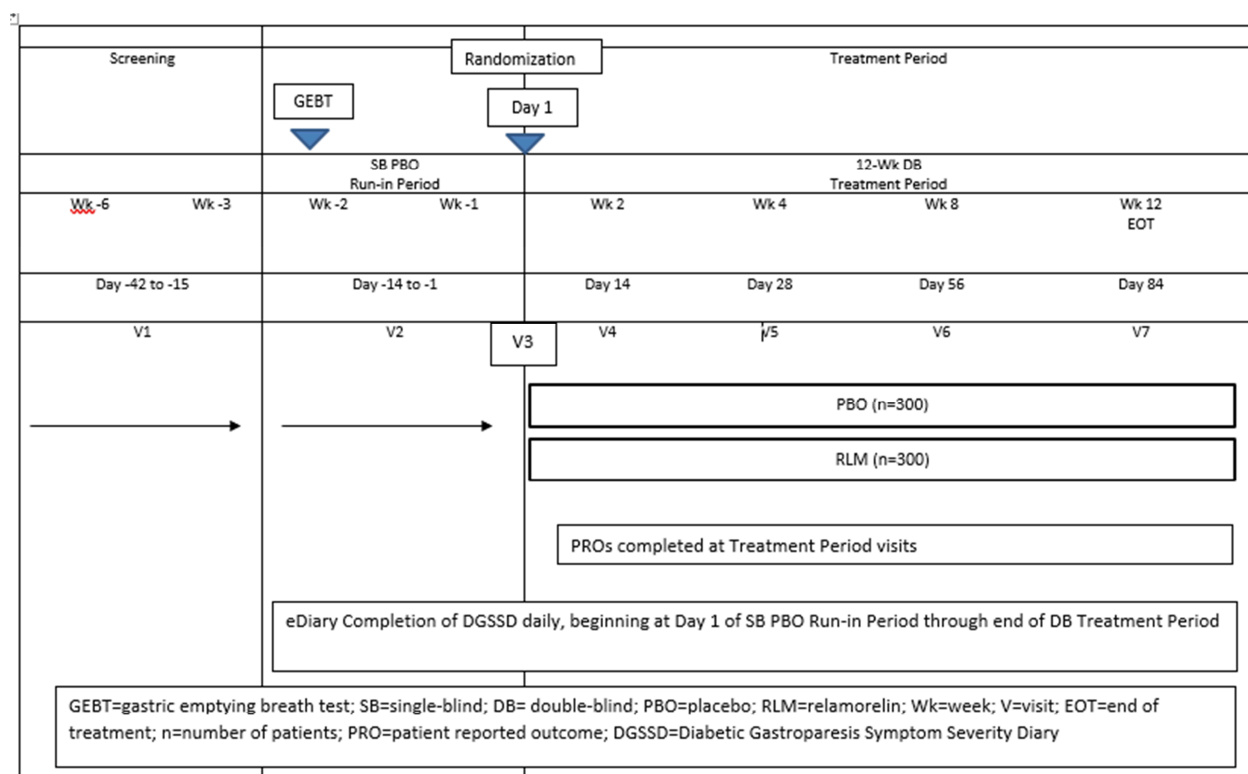 Screening
Randomization
Treatment Period
GEBT
Day 1
SB PBO
Run-in Period
12-Wk DB
Treatment Period
Wk -6
Wk -3
Wk -2
Wk -1
Wk 2
Wk 4
Wk 8
Wk 12
EOT
Day -42 to -15
Day -14 to -1
Day 14
Day 28
Day 56
Day 84
V1
V2
V3
V4
V5
V6
V7
PBO (n=300)
RLM (n=300)
PROs completed at Treatment Period visits
eDiary Completion of DGSSD daily, beginning at Day 1 of SB PBO Run-in Period through end of DB Treatment Period
GEBT=gastric emptying breath test; SB=single-blind; DB= double-blind; PBO=placebo; RLM=relamorelin; Wk=week; V=visit; EOT=end of
treatment; n=number of patients; PRO=patient reported outcome; DGSSD=Diabetic Gastroparesis Symptom Severity Diary